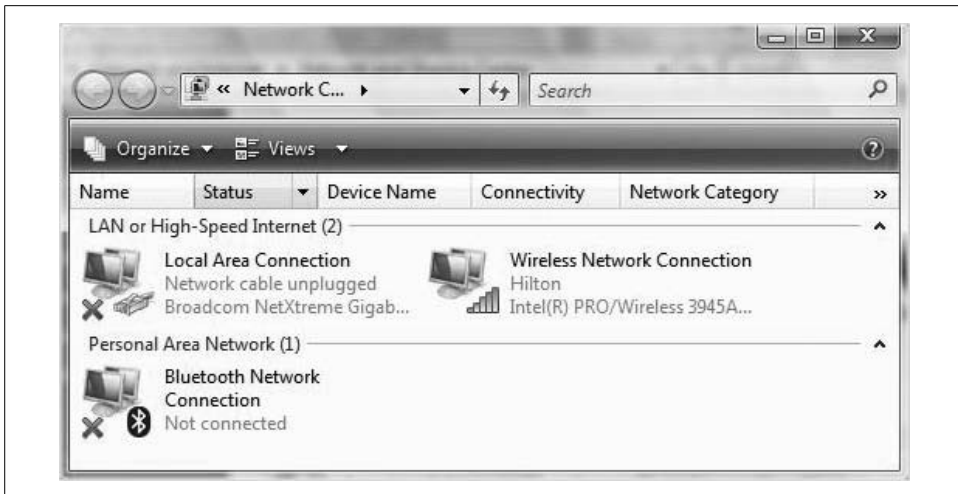 « Network C...
Search
Organize Views
Name Status Device Name Connectivity Network Category »
LAN or High-Speed Internet (2)
Local Area Connection
Network cable unplugged
Broadcom NetXtreme Gigab...
Wireless Network Connection
Hilton
Intel(R) PRO/Wireless 3945A...
Personal Area Network (1)
Bluetooth Network
Connection
Not connected